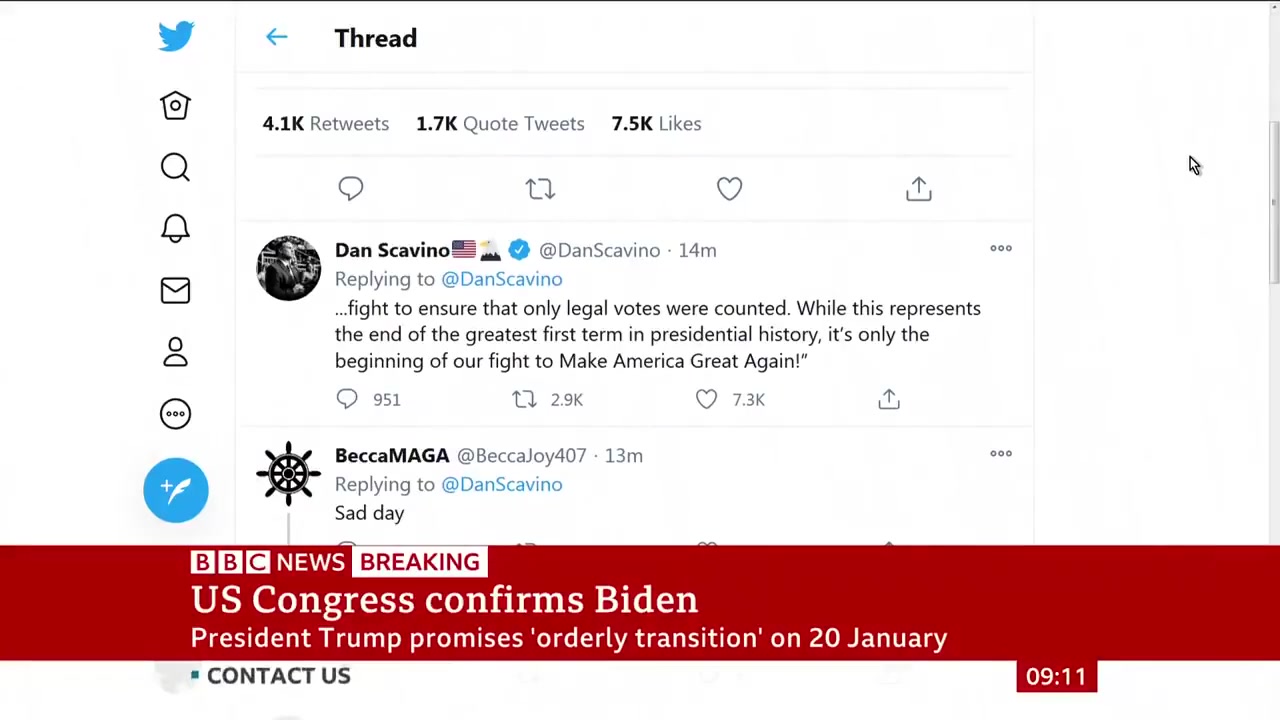 Thread
4.1K Retweets 1.7K Quote Tweets 7.5K Likes
Dan Scavino @DanScavino · 14m
Replying to @DanScavino
...fight to ensure that only legal votes were counted. While this represents
the end of the greatest first term in presidential history, it's only the
beginning of our fight to Make America Great Again!”
951 2.9K 7.3K
BeccaMAGA @BeccaJoy407 · 13m
Replying to @DanScavino
Sad day
BBC NEWS BREAKING
US Congress confirms Biden
President Trump promises 'orderly transition' on 20 January
CONTACT US
09:11